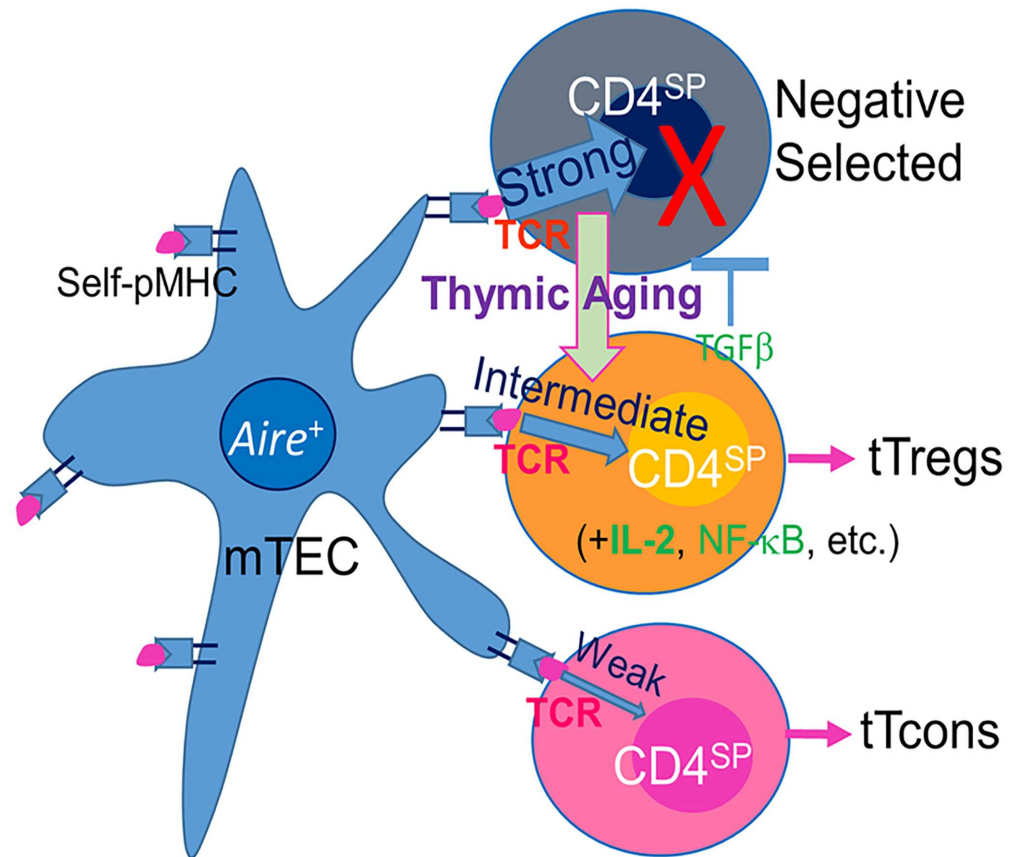 CD4SP
Negative
Selected
Strong
X
TCR
Self-pMHC
Thymic Aging
TGFβ
Intermediate
TCR
CD4SP
tTregs
Aire+
(+IL-2, NF-κB, etc.)
mTEC
Weak
TCR
CD4SP
tTcons